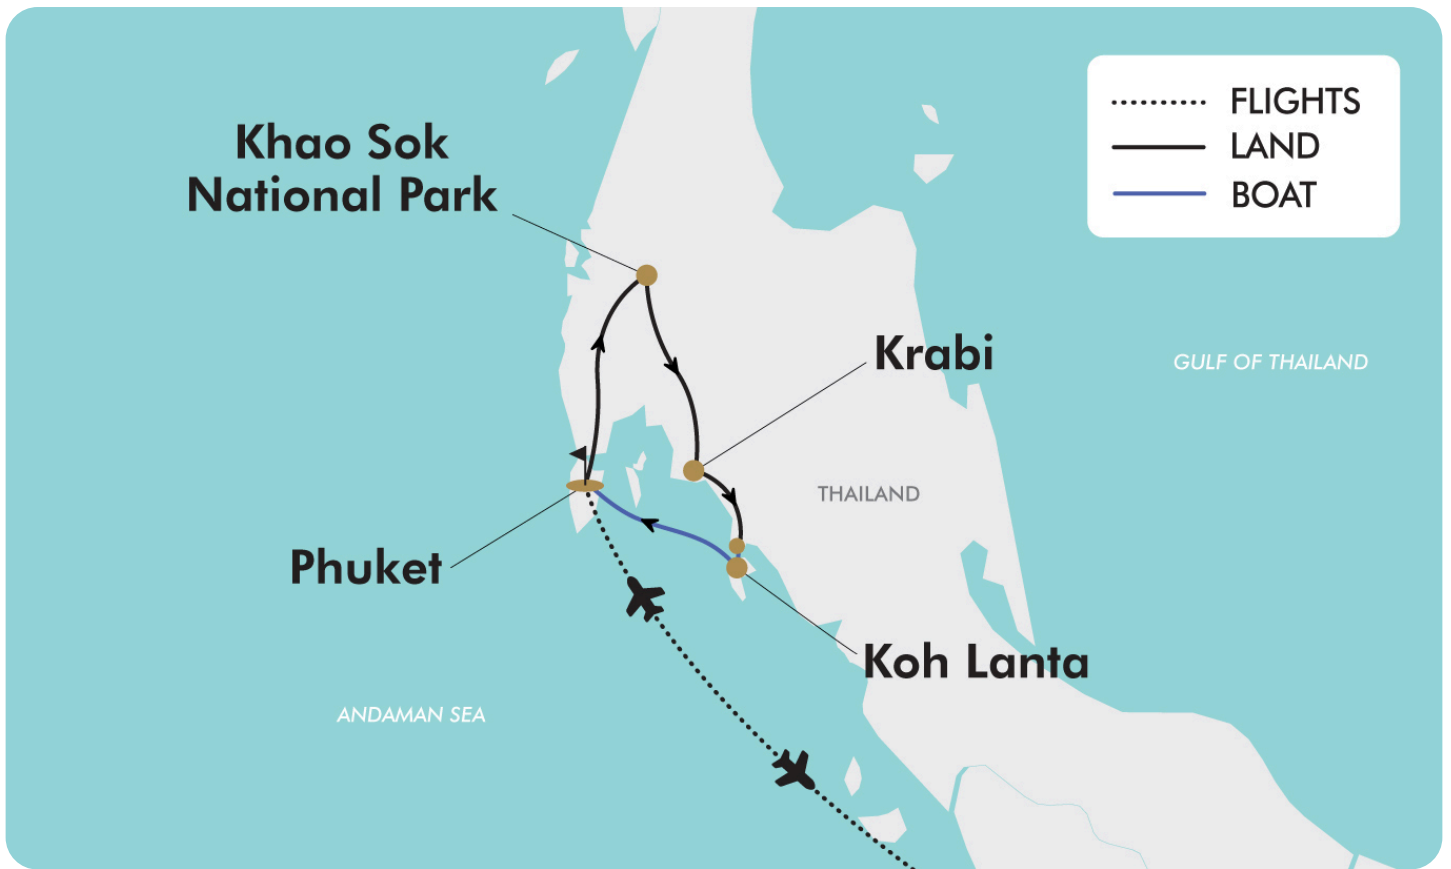 Khao Sok
National Park
FLIGHTS
LAND
BOAT
Krabi
GULF OF THAILAND
THAILAND
Phuket
Koh Lanta
ANDAMAN SEA